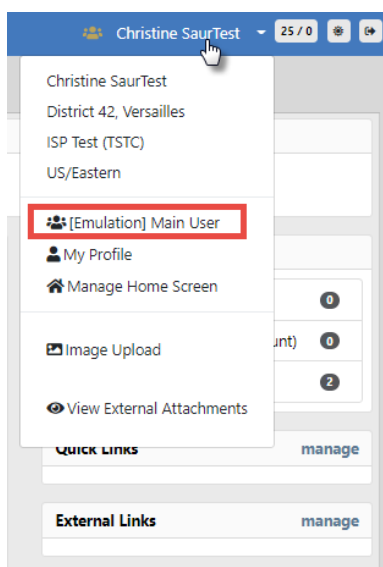 Christine SaurTest
25 / 0
Christine SaurTest
District 42, Versailles
ISP Test (TSTC)
US/Eastern
[Emulation] Main User
My Profile
Manage Home Screen
0
Image Upload
unt) 0
2
View External Attachments
Quick Links manage
External Links manage